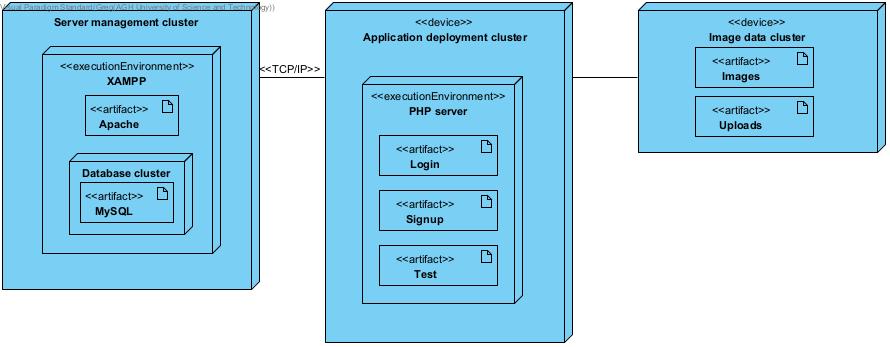 Visual Paradigm Standard(Greg(AGH University of Science and Technology))
Server management cluster
<<executionEnvironment>>
XAMPP
<<artifact>>
Apache
Database cluster
<<artifact>>
MySQL
<<TCP/IP>>
<<device>>
Application deployment cluster
<<executionEnvironment>>
PHP server
<<artifact>>
Login
<<artifact>>
Signup
<<artifact>>
Test
<<device>>
Image data cluster
<<artifact>>
Images
<<artifact>>
Uploads